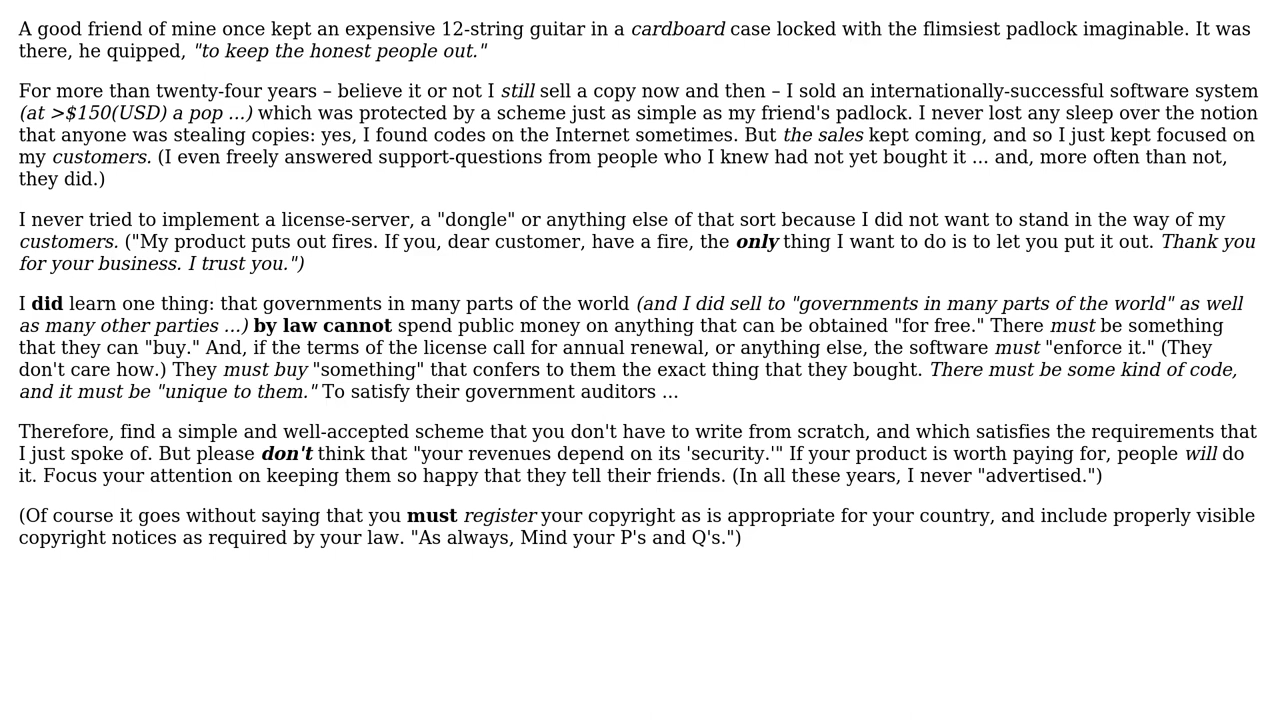 A good friend of mine once kept an expensive 12-string guitar in a cardboard case locked with the flimsiest padlock imaginable. It was
there, he quipped, "to keep the honest people out."
For more than twenty-four years – believe it or not I still sell a copy now and then – I sold an internationally-successful software system
(at >$150(USD) a pop ...) which was protected by a scheme just as simple as my friend's padlock. I never lost any sleep over the notion
that anyone was stealing copies: yes, I found codes on the Internet sometimes. But the sales kept coming, and so I just kept focused on
my customers. (I even freely answered support-questions from people who I knew had not yet bought it ... and, more often than not,
they did.)
I never tried to implement a license-server, a "dongle" or anything else of that sort because I did not want to stand in the way of my
customers. ("My product puts out fires. If you, dear customer, have a fire, the only thing I want to do is to let you put it out. Thank you
for your business. I trust you.")
I did learn one thing: that governments in many parts of the world (and I did sell to "governments in many parts of the world" as well
as many other parties ...) by law cannot spend public money on anything that can be obtained "for free." There must be something
that they can "buy." And, if the terms of the license call for annual renewal, or anything else, the software must "enforce it." (They
don't care how.) They must buy "something" that confers to them the exact thing that they bought. There must be some kind of code,
and it must be "unique to them." To satisfy their government auditors ...
Therefore, find a simple and well-accepted scheme that you don't have to write from scratch, and which satisfies the requirements that
I just spoke of. But please don't think that "your revenues depend on its 'security.'" If your product is worth paying for, people will do
it. Focus your attention on keeping them so happy that they tell their friends. (In all these years, I never "advertised.")
(Of course it goes without saying that you must register your copyright as is appropriate for your country, and include properly visible
copyright notices as required by your law. "As always, Mind your P's and Q's.")